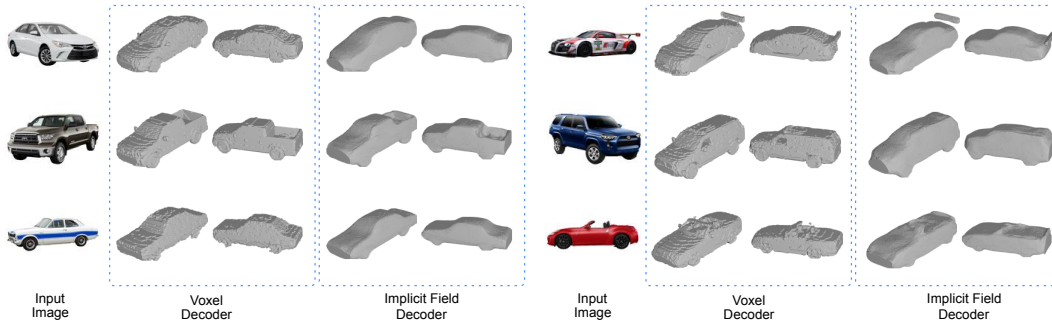 Input
Image
Voxel
Decoder
Implicit Field
Decoder
Input
Image
Voxel
Decoder
Implicit Field
Decoder